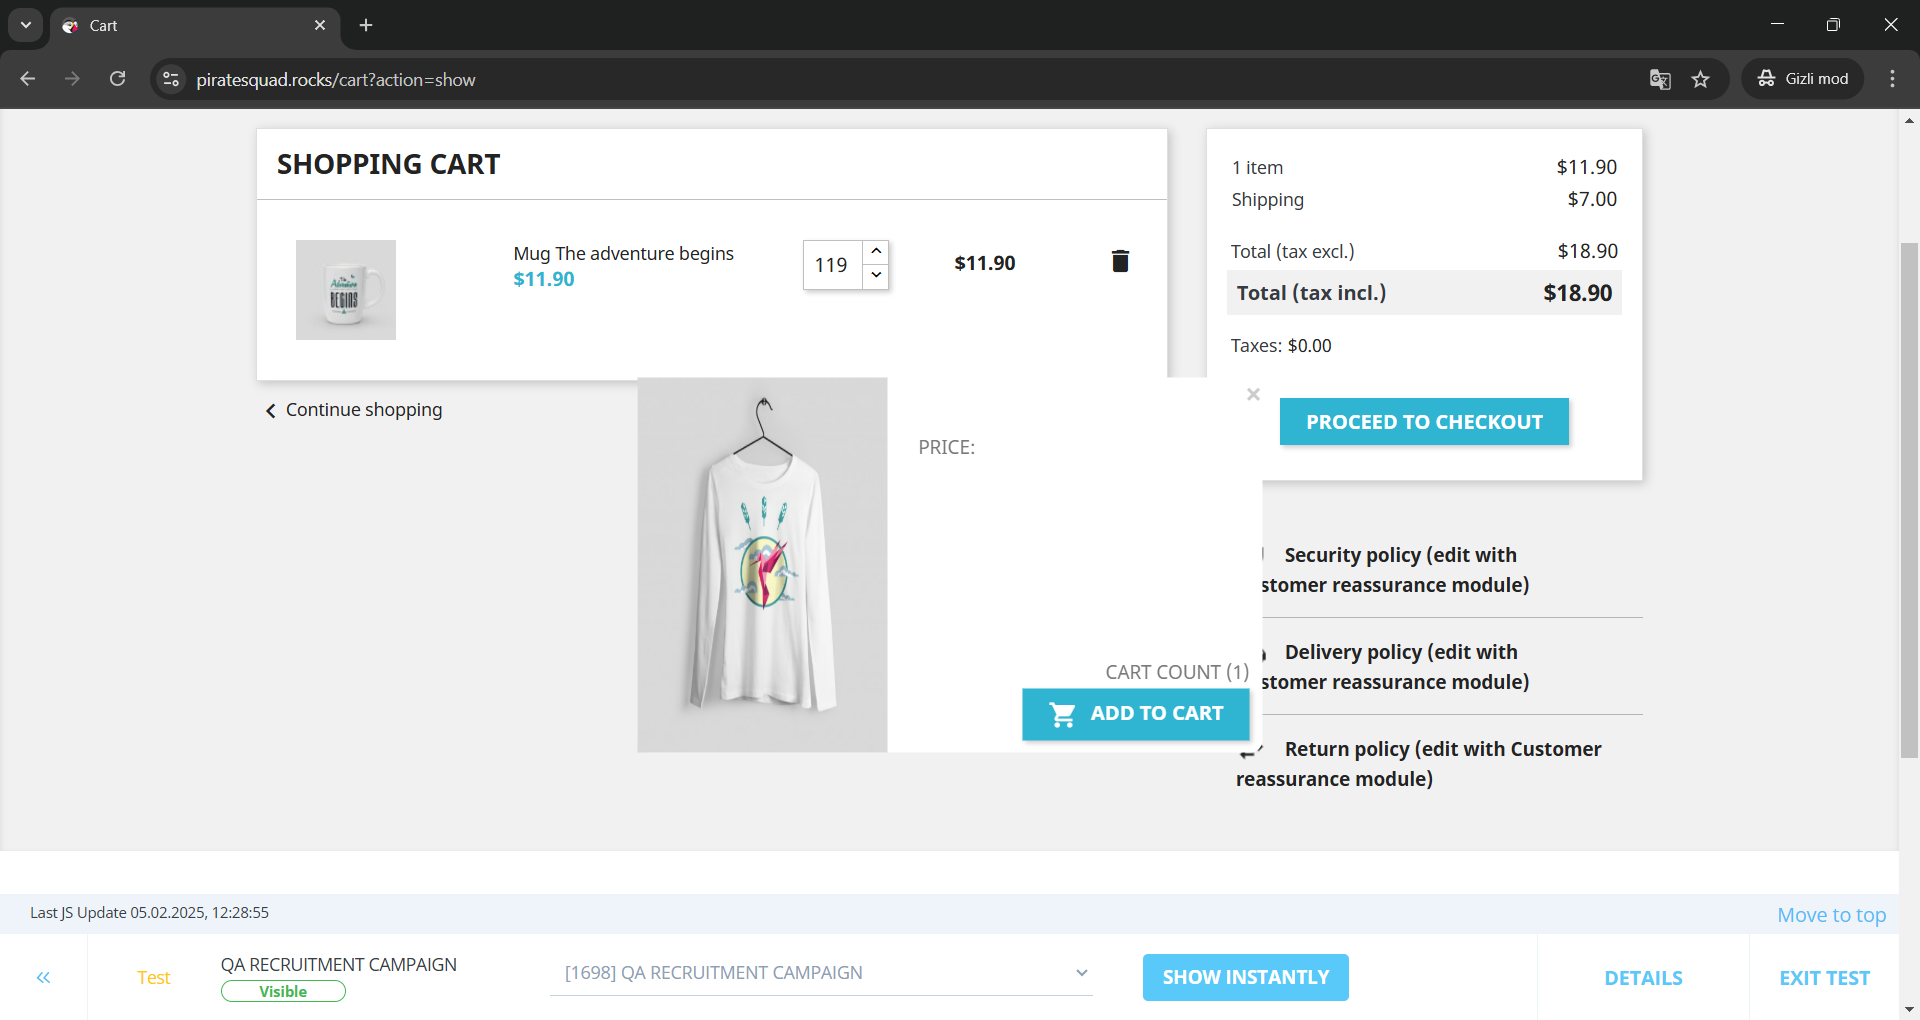 Cart
piratesquad.rocks/cart?action=show
Gizli mod
SHOPPING CART
Mug The adventure begins
$11.90
119
$11.90
Adventure
BEGINS
Continue shopping
1 item $11.90
Shipping $7.00
Total (tax excl.) $18.90
Total (tax incl.) $18.90
Taxes: $0.00
PROCEED TO CHECKOUT
PRICE:
CART COUNT (1)
ADD TO CART
Security policy (edit with
stomer reassurance module)
Delivery policy (edit with
stomer reassurance module)
Return policy (edit with Customer
reassurance module)
Last JS Update 05.02.2025, 12:28:55
Move to top
Test
QA RECRUITMENT CAMPAIGN
Visible
[1698] QA RECRUITMENT CAMPAIGN
SHOW INSTANTLY
DETAILS
EXIT TEST